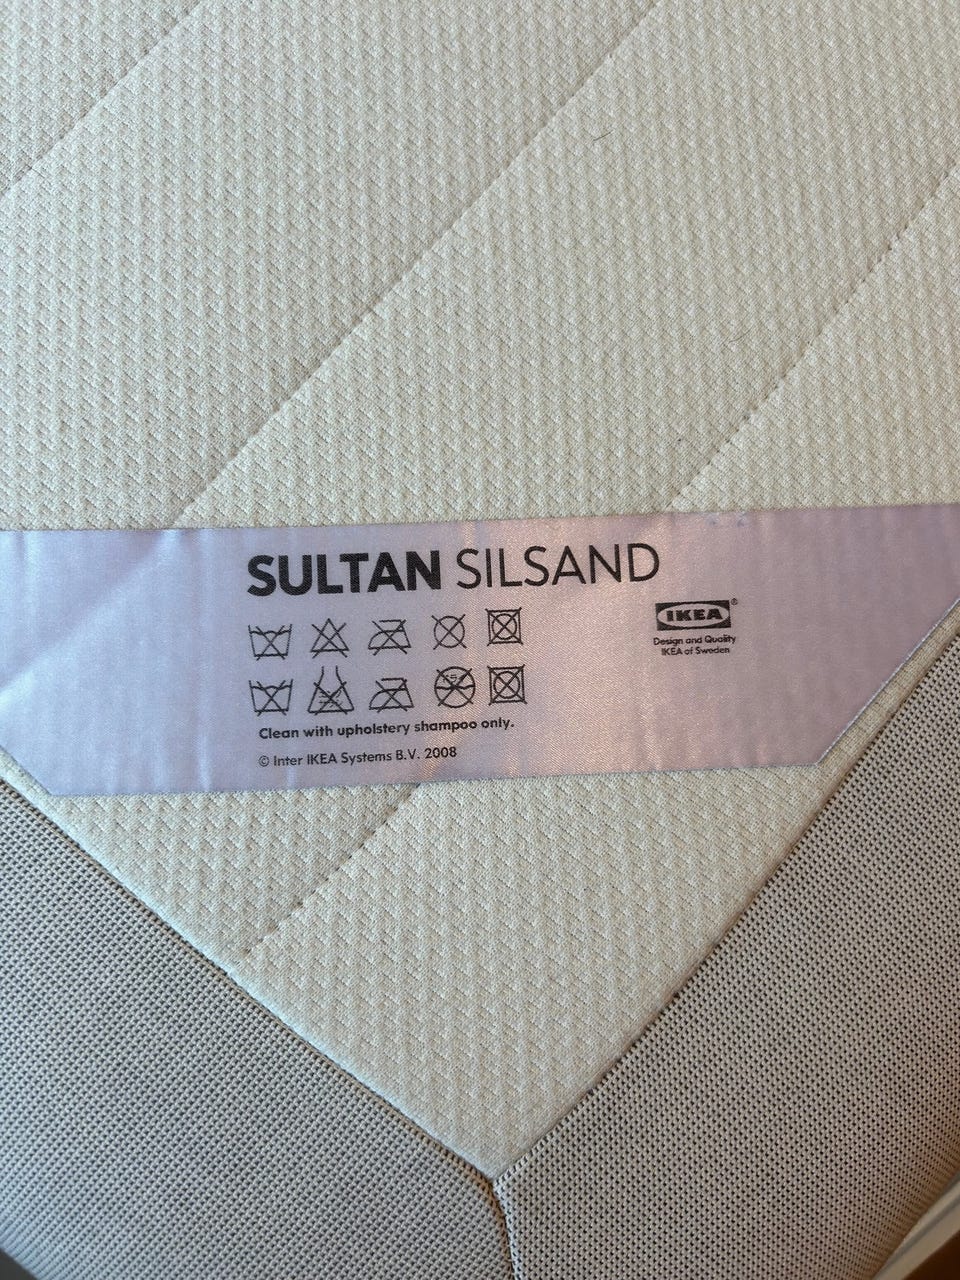 SULTAN SILSAND
IKEA®
Design and Quality
IKEA of Sweden
Clean with upholstery shampoo only.
© Inter IKEA Systems B.V. 2008